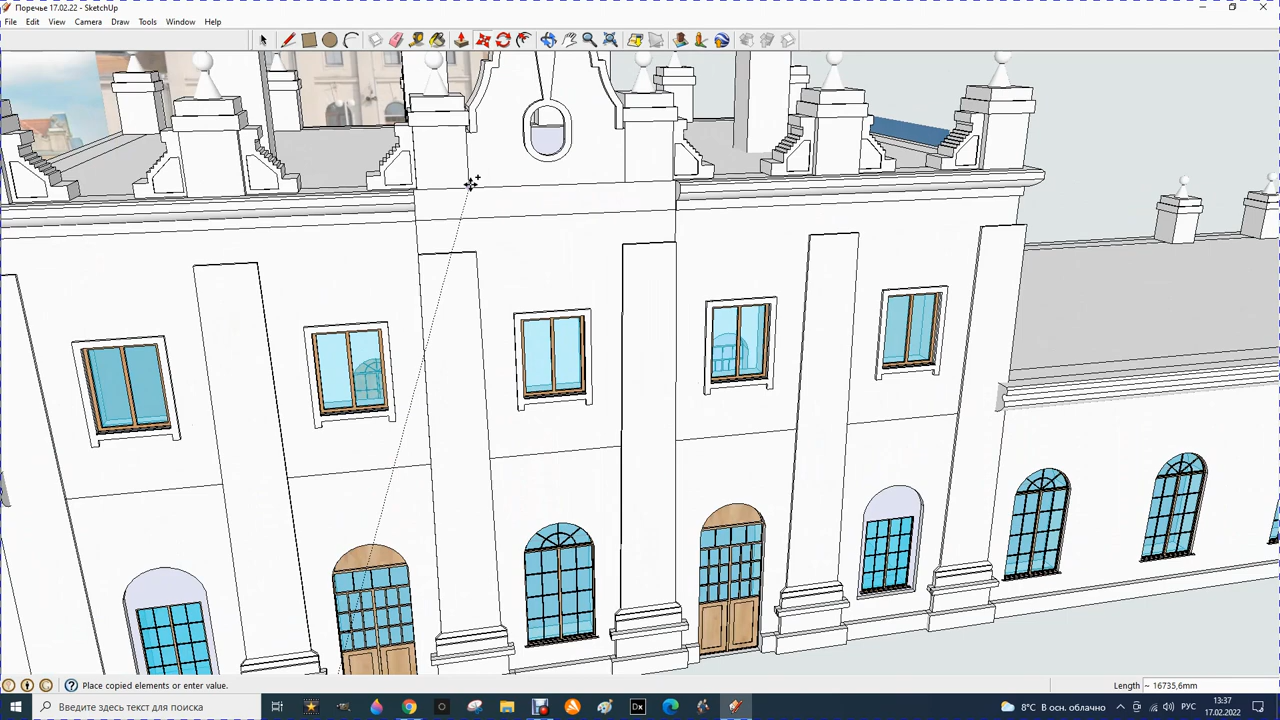 Поречье 17.02.22 - SketchUp
File Edit View Camera Draw Tools Window Help
Place copied elements or enter value.
Length ~ 16735,6mm
Введите здесь текст для поиска
Dx
8°C В осн. облачно
РУС
13:37
17.02.2022